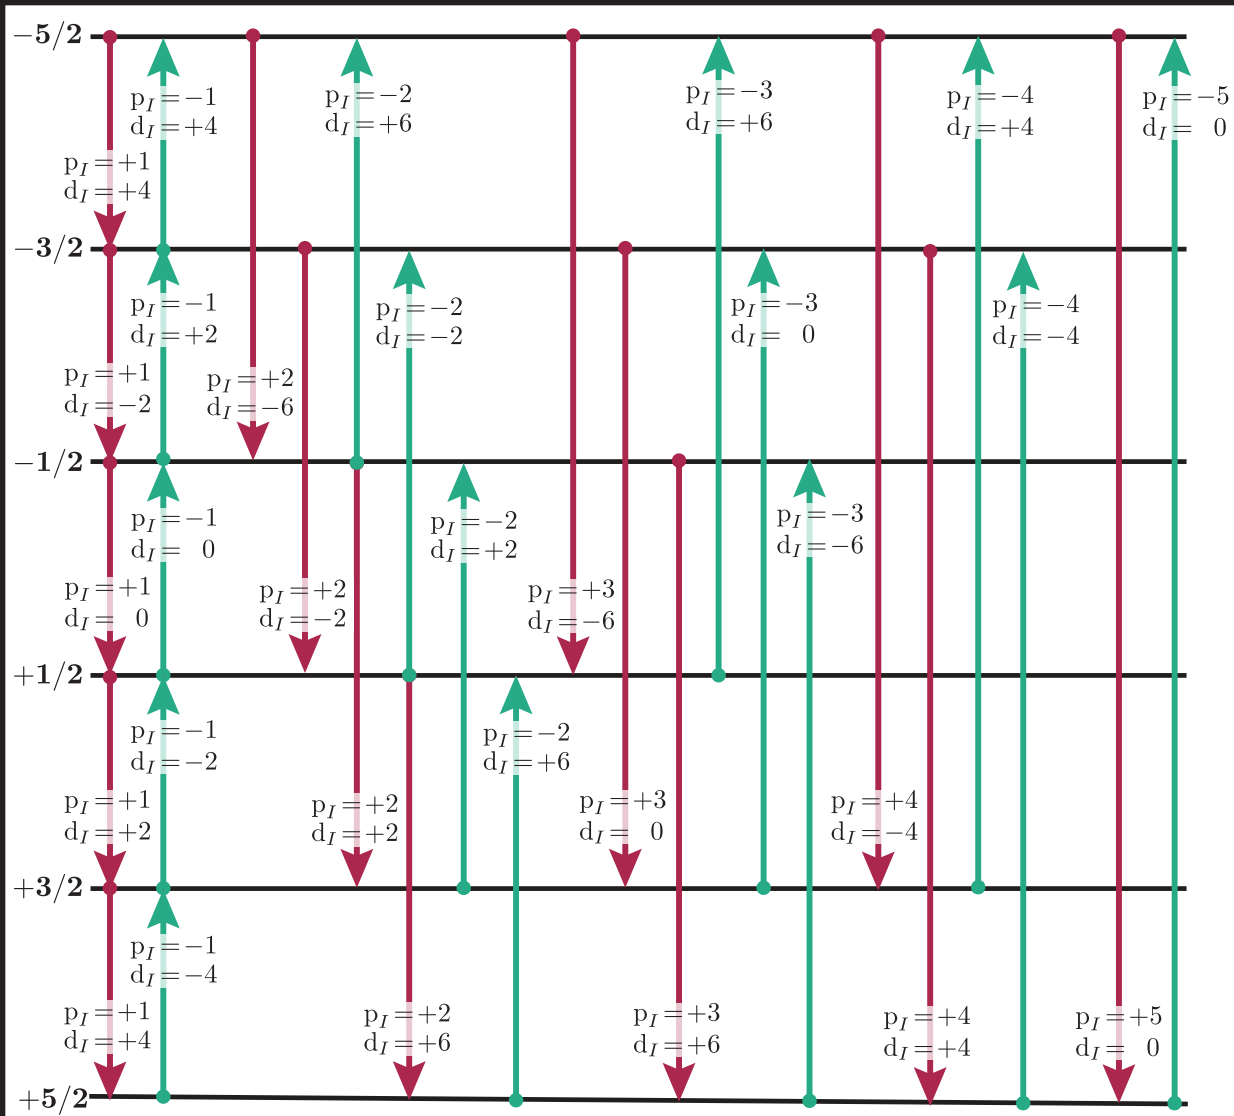 −5/2
p_I=−1
d_I=+4
p_I=−2
d_I=+6
p_I=−3
d_I=+6
p_I=−4
d_I=+4
p_I=−5
d_I= 0
p_I=+1
d_I=+4
−3/2
p_I=−1
d_I=+2
p_I=−2
d_I=−2
p_I=−3
d_I= 0
p_I=−4
d_I=−4
p_I=+1
d_I=−2
p_I=+2
d_I=−6
−1/2
p_I=−1
d_I= 0
p_I=−2
d_I=+2
p_I=−3
d_I=−6
p_I=+1
d_I= 0
p_I=+2
d_I=−2
p_I=+3
d_I=−6
+1/2
p_I=−1
d_I=−2
p_I=−2
d_I=+6
p_I=+1
d_I=+2
p_I=+2
d_I=+2
p_I=+3
d_I= 0
p_I=+4
d_I=−4
+3/2
p_I=−1
d_I=−4
p_I=+1
d_I=+4
p_I=+2
d_I=+6
p_I=+3
d_I=+6
p_I=+4
d_I=+4
p_I=+5
d_I= 0
+5/2